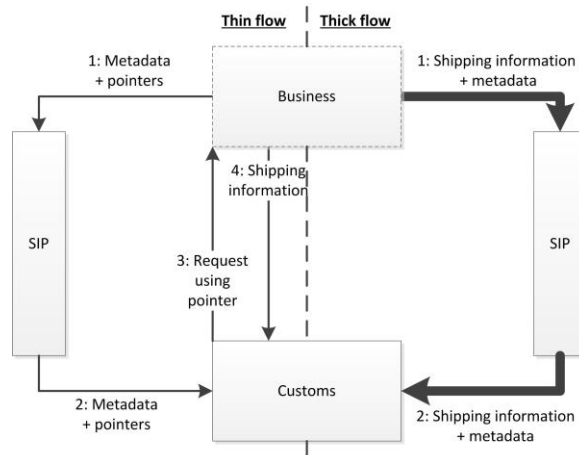 Thin flow
Thick flow
1: Metadata
+ pointers
Business
1: Shipping information
+ metadata
4: Shipping
information
SIP
SIP
3: Request
using
pointer
Customs
2: Metadata
+ pointers
2: Shipping information
+ metadata